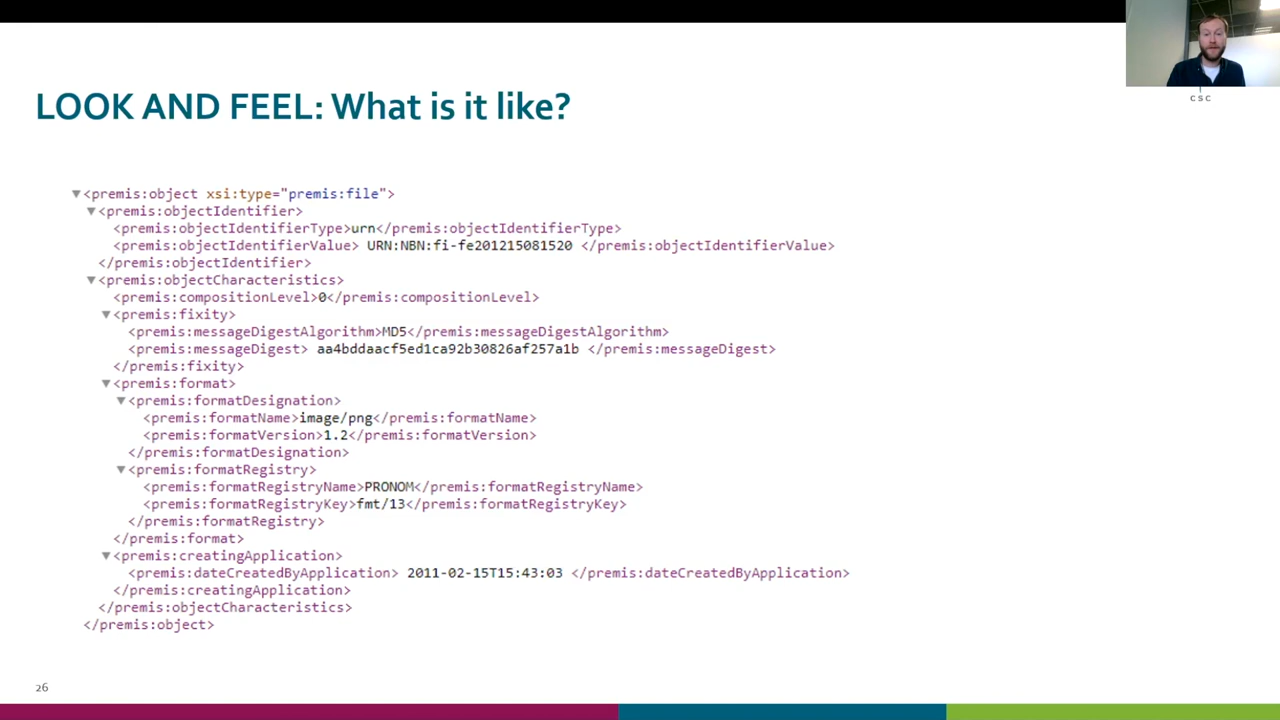 csc
LOOK AND FEEL: What is it like?
<premis:object xsi:type="premis:file">
<premis:objectIdentifier>
<premis:objectIdentifierType>urn</premis:objectIdentifierType>
<premis:objectIdentifierValue> URN:NBN:fi-fe201215081520 </premis:objectIdentifierValue>
</premis:objectIdentifier>
<premis:objectCharacteristics>
<premis:compositionLevel>0</premis:compositionLevel>
<premis:fixity>
<premis:messageDigestAlgorithm>MD5</premis:messageDigestAlgorithm>
<premis:messageDigest> aa4bddaacf5ed1ca92b30826af257a1b </premis:messageDigest>
</premis:fixity>
<premis:format>
<premis:formatDesignation>
<premis:formatName>image/png</premis:formatName>
<premis:formatVersion>1.2</premis:formatVersion>
</premis:formatDesignation>
<premis:formatRegistry>
<premis:formatRegistryName>PRONOM</premis:formatRegistryName>
<premis:formatRegistryKey>fmt/13</premis:formatRegistryKey>
</premis:formatRegistry>
</premis:format>
<premis:creatingApplication>
<premis:dateCreatedByApplication> 2011-02-15T15:43:03 </premis:dateCreatedByApplication>
</premis:creatingApplication>
</premis:objectCharacteristics>
</premis:object>
26